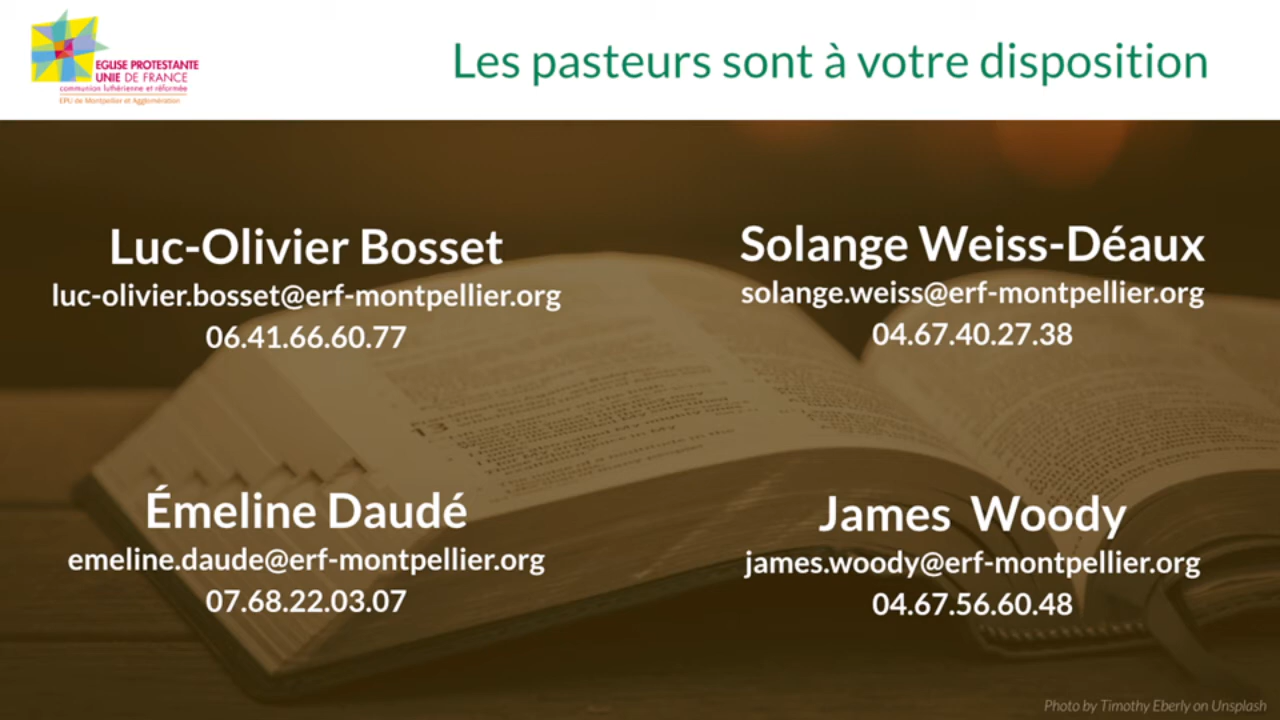 EGLISE PROTESTANTE
UNIE DE FRANCE
communion luthérienne et réformée
EPU de Montpellier et Agglomération
Les pasteurs sont à votre disposition
Luc-Olivier Bosset
luc-olivier.bosset@erf-montpellier.org
06.41.66.60.77
Solange Weiss-Déaux
solange.weiss@erf-montpellier.org
04.67.40.27.38
13
Émeline Daudé
emeline.daude@erf-montpellier.org
07.68.22.03.07
James Woody
james.woody@erf-montpellier.org
04.67.56.60.48
Photo by Timothy Eberly on Unsplash